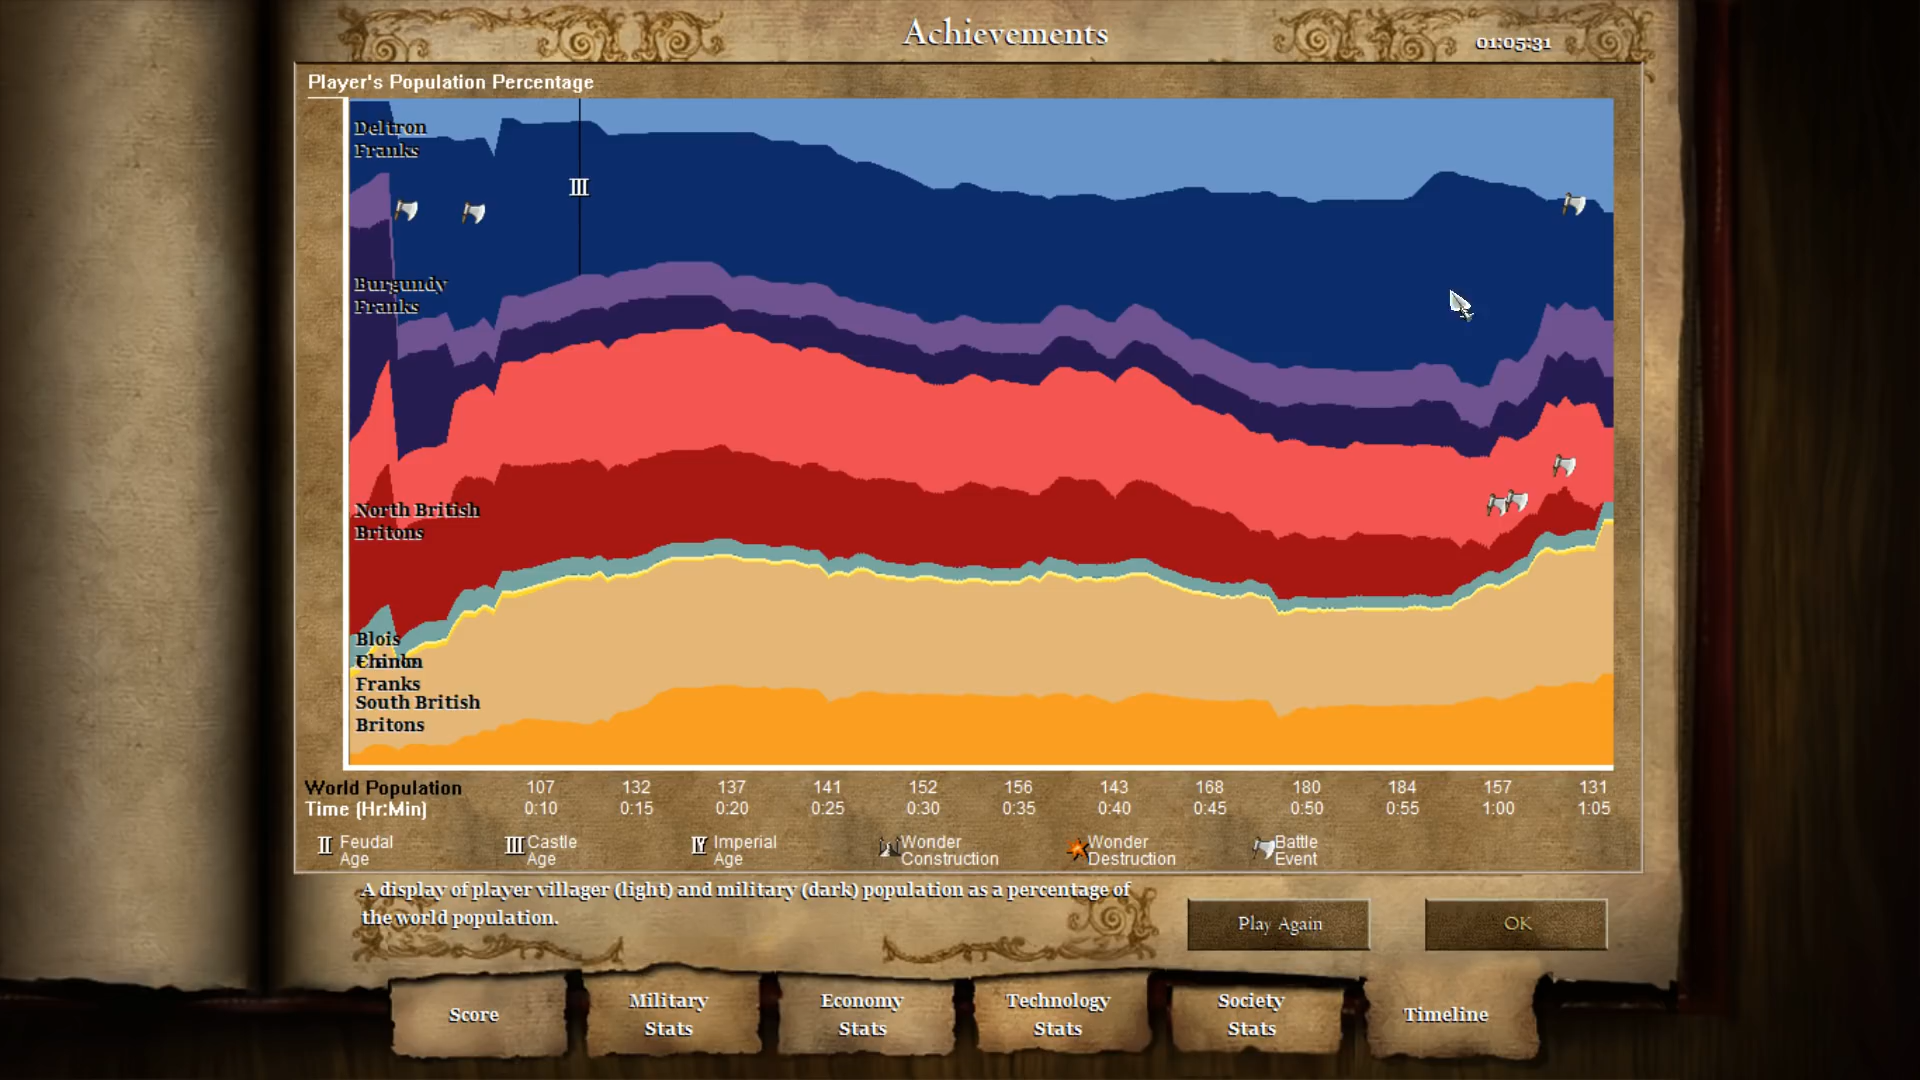 Achievements
01:05:31
Player's Population Percentage
Deltron
Franks
III
Burgundy
Franks
North British
Britons
Blois
Chinon
Franks
South British
Britons
World Population 107 132 137 141 152 156 143 168 180 184 157 131
Time (Hr:Min) 0:10 0:15 0:20 0:25 0:30 0:35 0:40 0:45 0:50 0:55 1:00 1:05
II Feudal Age
III Castle Age
IV Imperial Age
Wonder Construction
Wonder Destruction
Battle Event
A display of player villager (light) and military (dark) population as a percentage of
the world population.
Play Again
OK
Score
Military Stats
Economy Stats
Technology Stats
Society Stats
Timeline